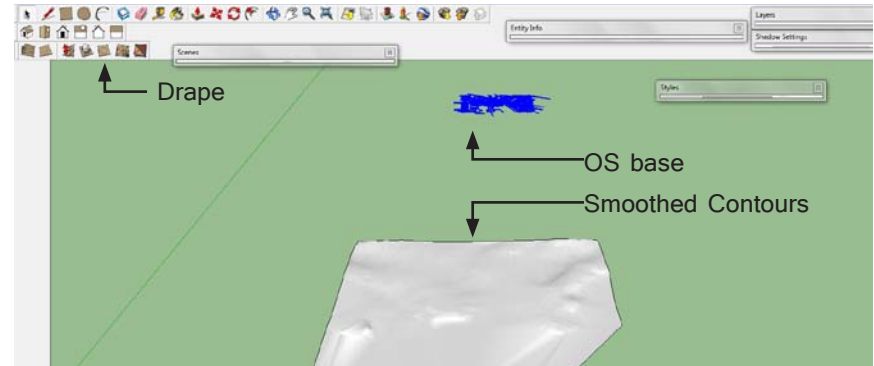 Entity Info
Layers
Shadow Settings
Scenes
Drape
Styles
OS base
Smoothed Contours